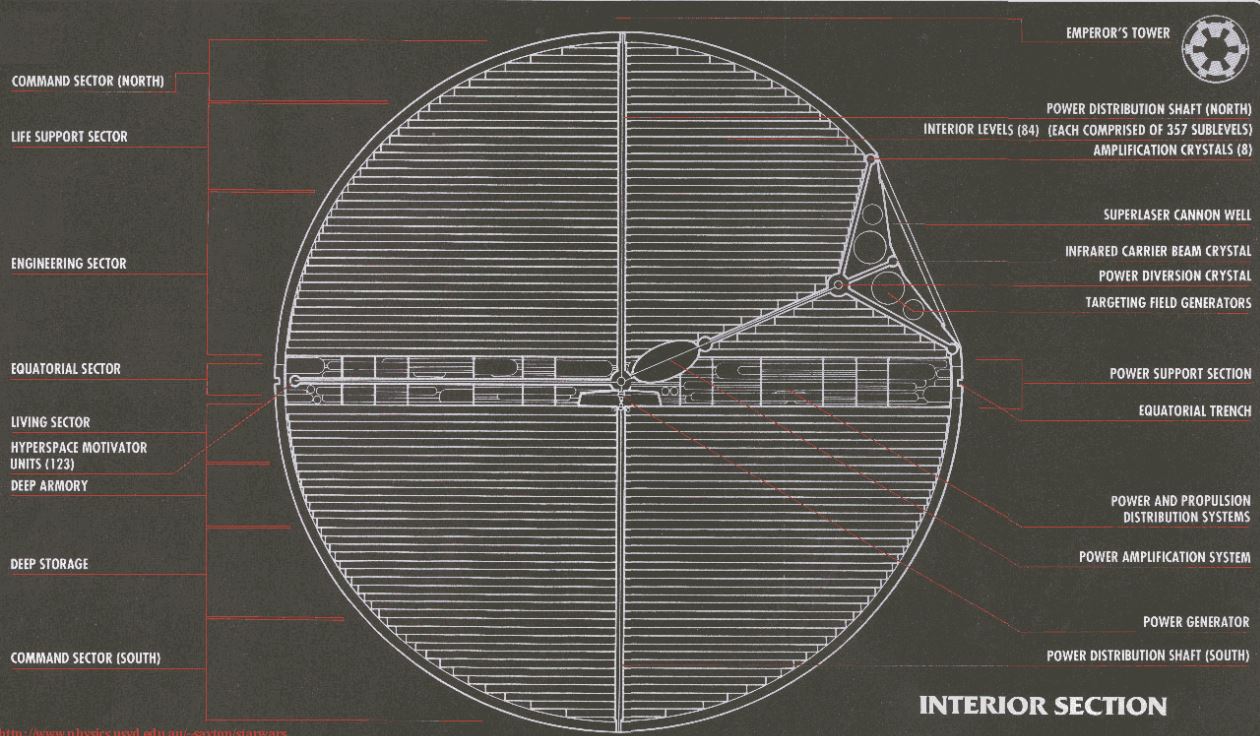 COMMAND SECTOR (NORTH)
LIFE SUPPORT SECTOR
ENGINEERING SECTOR
EQUATORIAL SECTOR
LIVING SECTOR
HYPERSPACE MOTIVATOR
UNITS (123)
DEEP ARMORY
DEEP STORAGE
COMMAND SECTOR (SOUTH)
EMPEROR'S TOWER
POWER DISTRIBUTION SHAFT (NORTH)
INTERIOR LEVELS (84) (EACH COMPRISED OF 357 SUBLEVELS)
AMPLIFICATION CRYSTALS (8)
SUPERLASER CANNON WELL
INFRARED CARRIER BEAM CRYSTAL
POWER DIVERSION CRYSTAL
TARGETING FIELD GENERATORS
POWER SUPPORT SECTION
EQUATORIAL TRENCH
POWER AND PROPULSION
DISTRIBUTION SYSTEMS
POWER AMPLIFICATION SYSTEM
POWER GENERATOR
POWER DISTRIBUTION SHAFT (SOUTH)
INTERIOR SECTION
http://www.physics.usyd.edu.au/~saxton/starwars